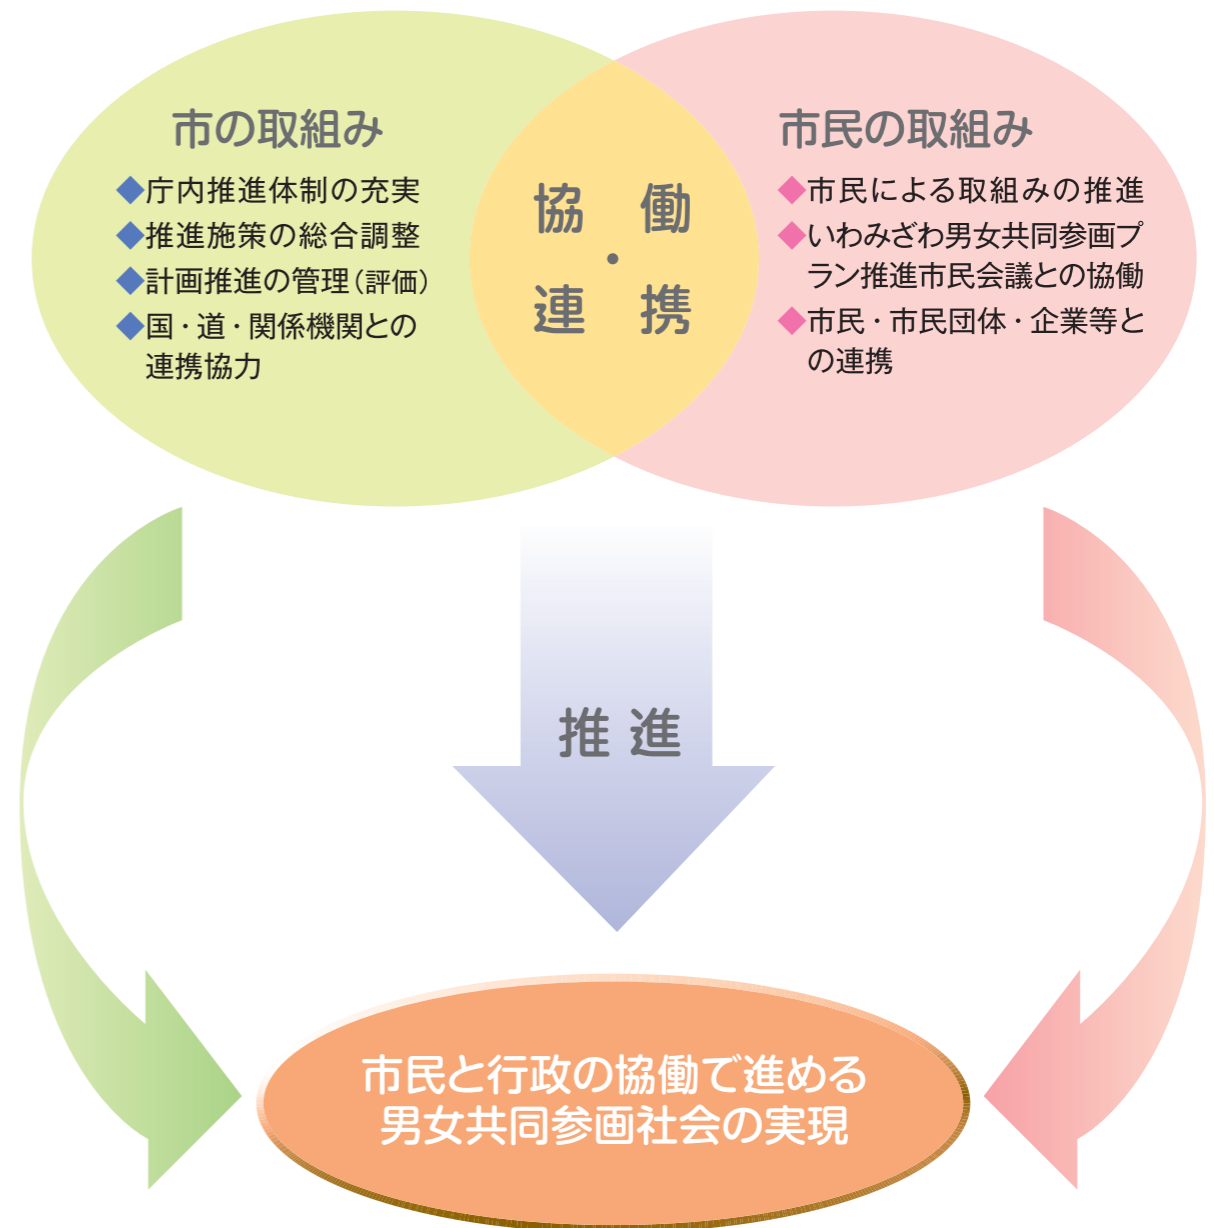 市の取組み
◆庁内推進体制の充実
◆推進施策の総合調整
◆計画推進の管理（評価）
◆国・道・関係機関との
連携協力
協働
・
連携
市民の取組み
◆市民による取組みの推進
◆いわみざわ男女共同参画プ
ラン推進市民会議との協働
◆市民・市民団体・企業等と
の連携
推進
市民と行政の協働で進める
男女共同参画社会の実現